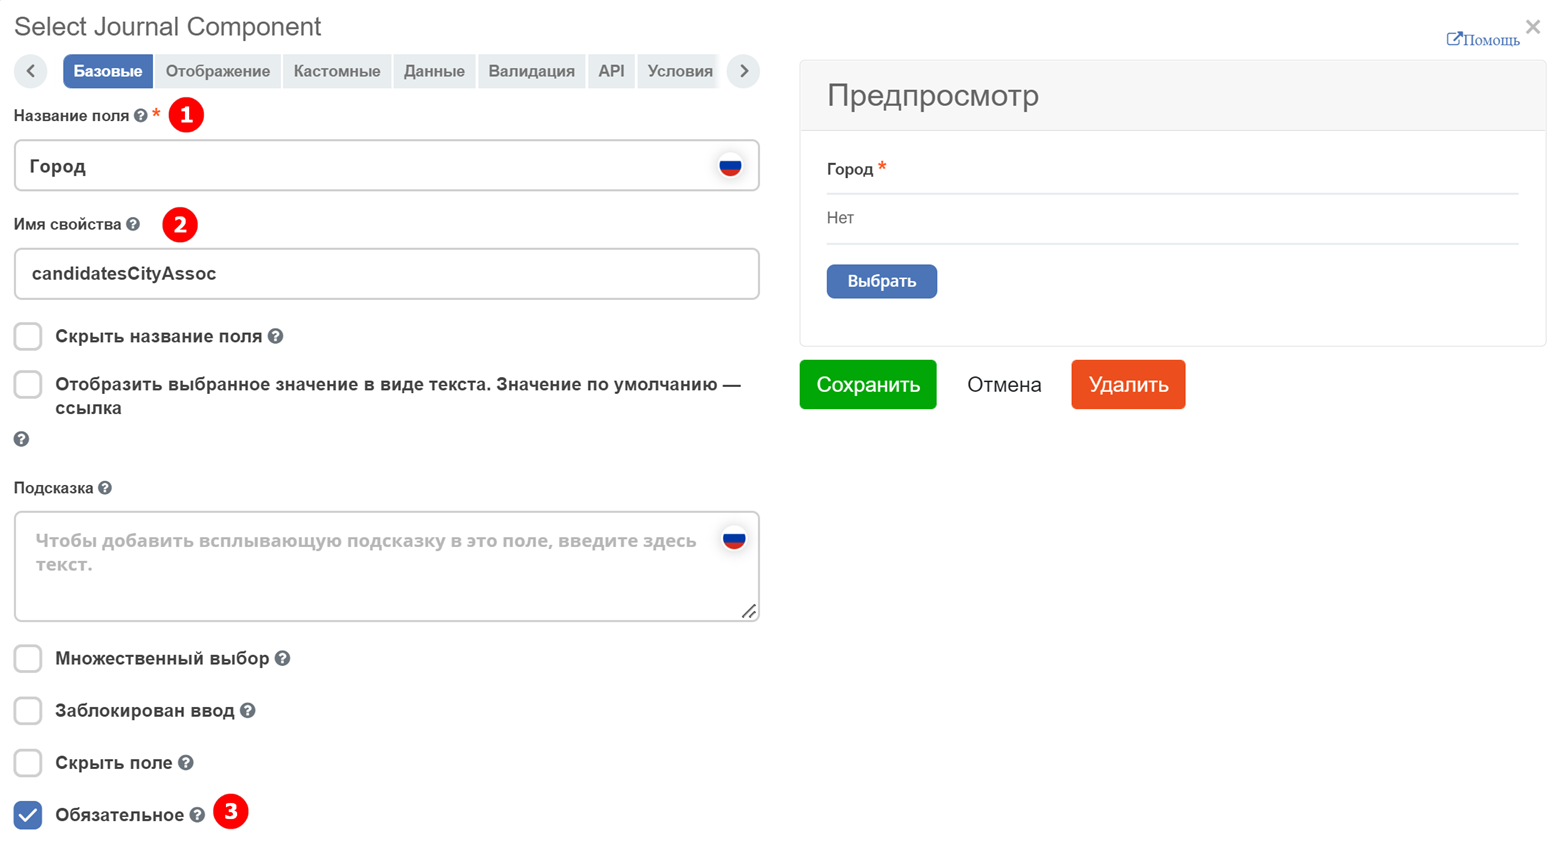 Select Journal Component
Помощь
Базовые Отображение Кастомные Данные Валидация API Условия
Название поля * 1
Город
Имя свойства 2
candidatesCityAssoc
Скрыть название поля
Отобразить выбранное значение в виде текста. Значение по умолчанию —
ссылка
Подсказка
Чтобы добавить всплывающую подсказку в это поле, введите здесь
текст.
Множественный выбор
Заблокирован ввод
Скрыть поле
Обязательное 3
Предпросмотр
Город *
Нет
Выбрать
Сохранить Отмена Удалить